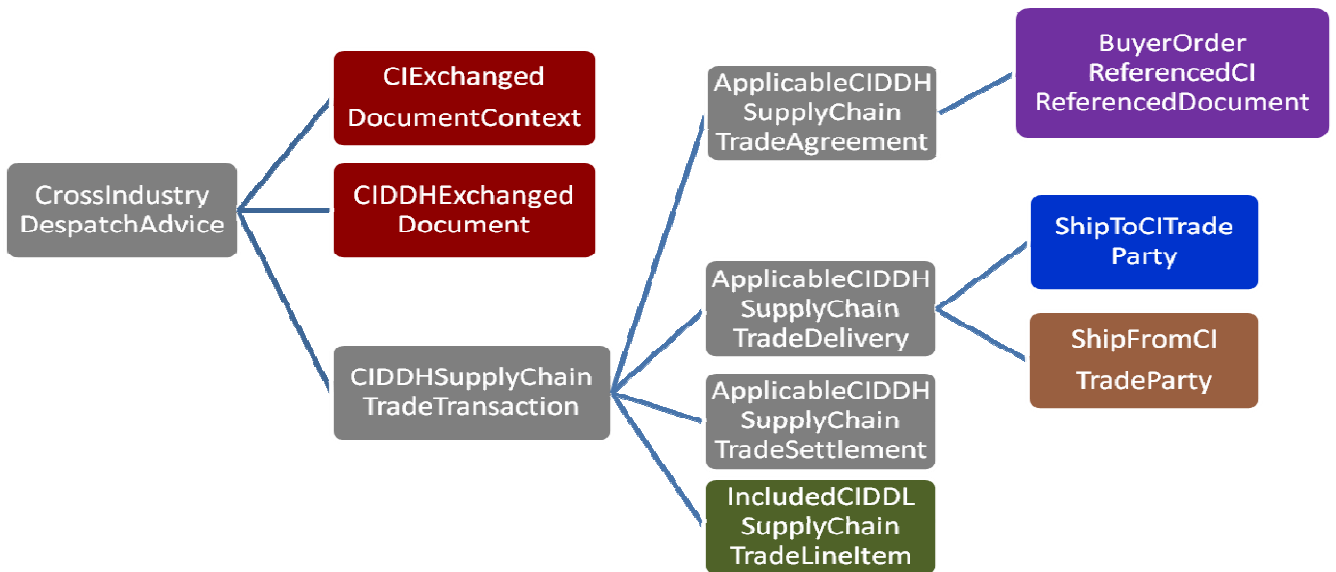 CrossIndustry
DespatchAdvice
CIExchanged
DocumentContext
CIDDHExchanged
Document
CIDDHSupplyChain
TradeTransaction
ApplicableCIDDH
SupplyChain
TradeAgreement
ApplicableCIDDH
SupplyChain
TradeDelivery
ApplicableCIDDH
SupplyChain
TradeSettlement
IncludedCIDDL
SupplyChain
TradeLineItem
BuyerOrder
ReferencedCI
ReferencedDocument
ShipToCITrade
Party
ShipFromCI
TradeParty